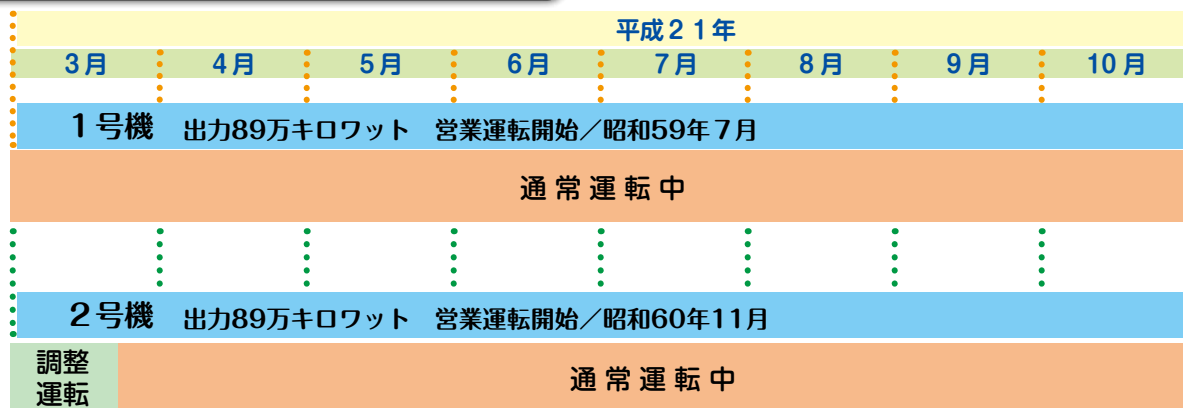 平成21年
3月 4月 5月 6月 7月 8月 9月 10月
1号機 出力89万キロワット 営業運転開始／昭和59年7月
通常運転中
2号機 出力89万キロワット 営業運転開始／昭和60年11月
調整
運転
通常運転中